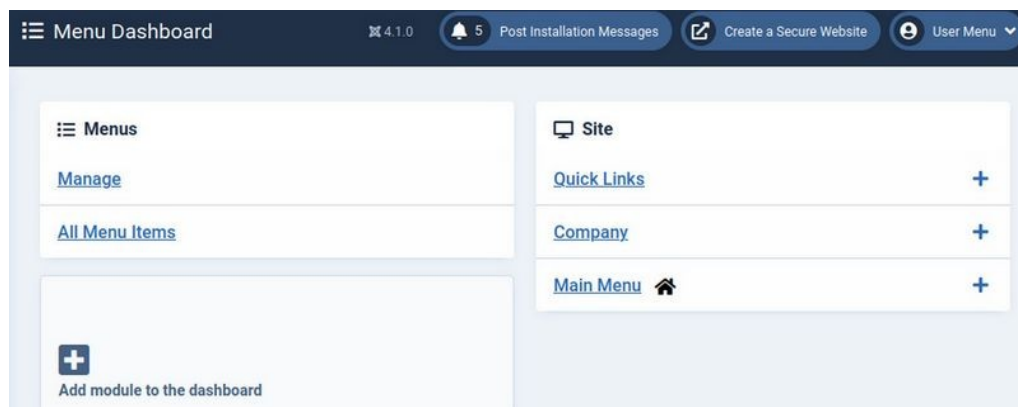 Menu Dashboard
4.1.0
5 Post Installation Messages
Create a Secure Website
User Menu
Menus
Manage
All Menu Items
Add module to the dashboard
Site
Quick Links
Company
Main Menu